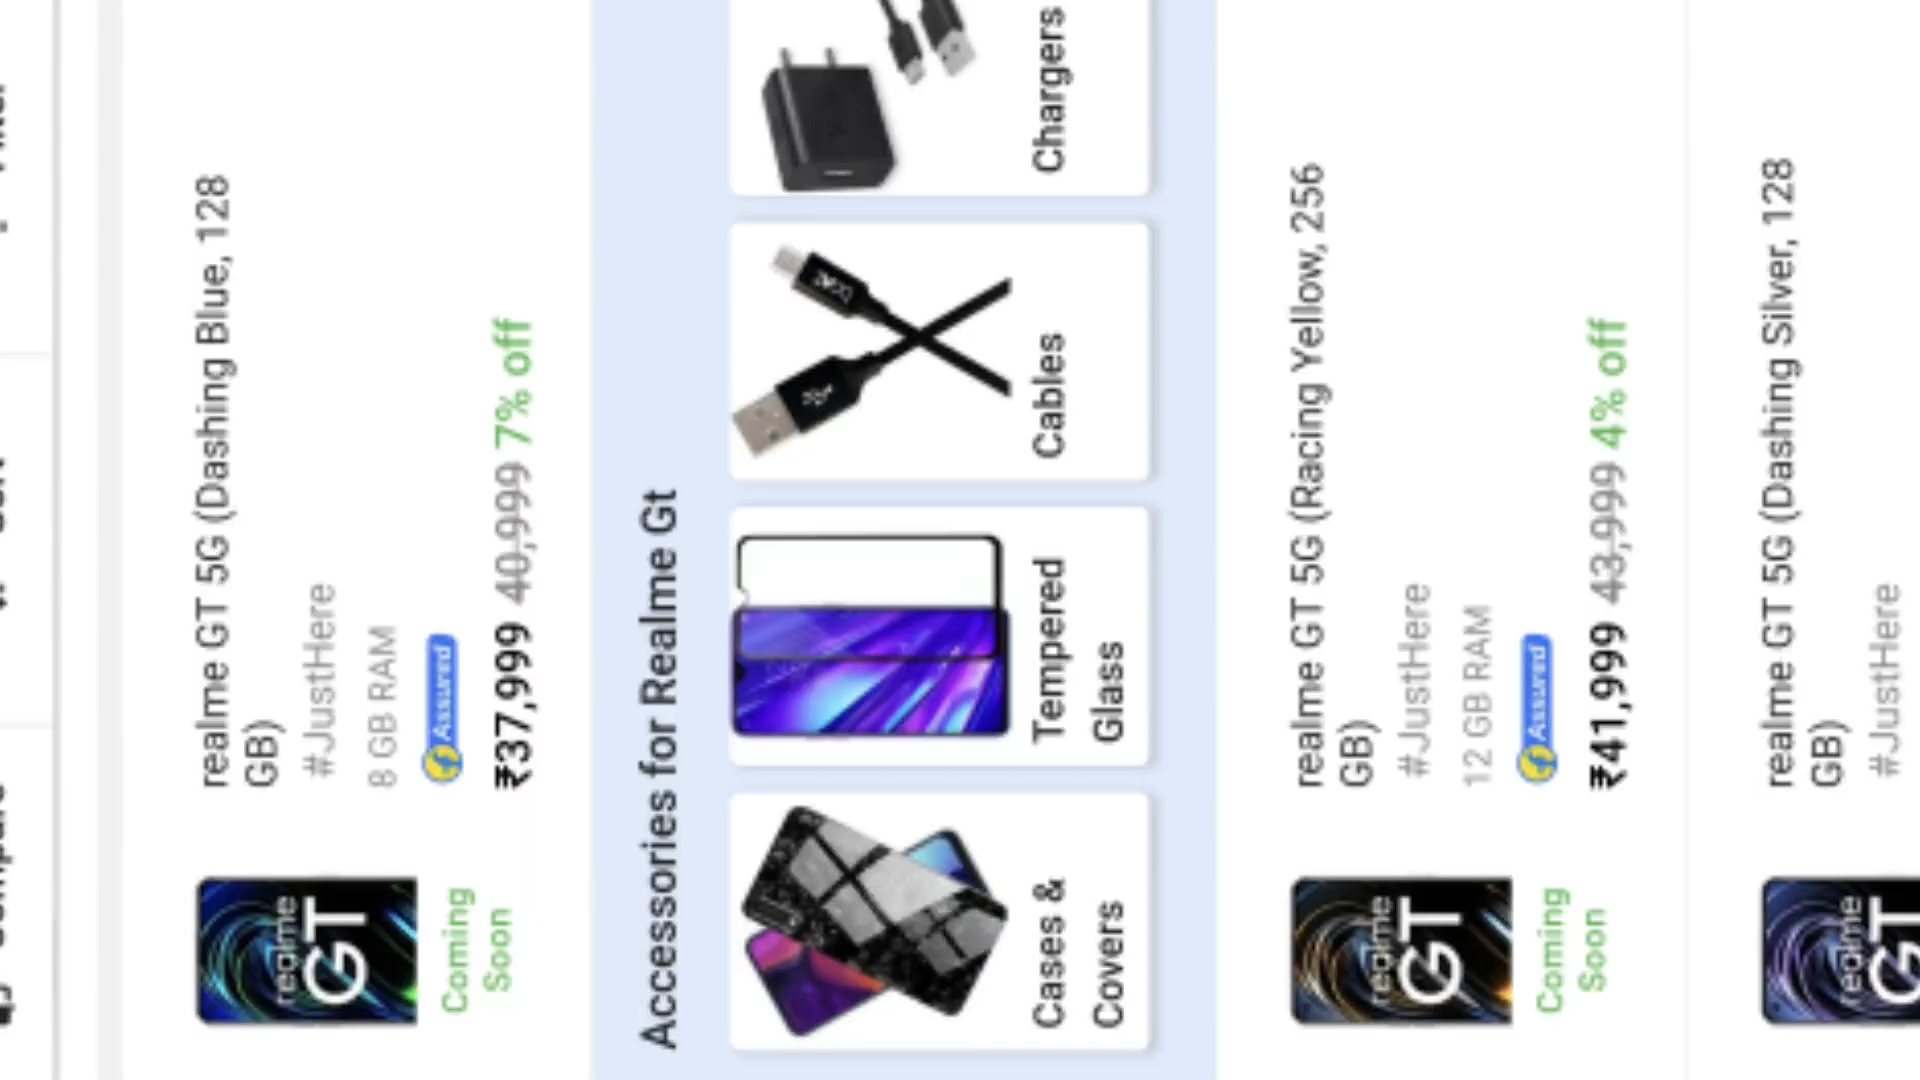 Compare
realme GT 5G (Dashing Blue, 128
GB)
#JustHere
8 GB RAM
Assured
₹37,999 40,999 7% off
realme
GT
Coming
Soon
Accessories for Realme Gt
Cases &
Covers
Tempered
Glass
Cables
Chargers
realme GT 5G (Racing Yellow, 256
GB)
#JustHere
12 GB RAM
Assured
₹41,999 43,999 4% off
realme
GT
Coming
Soon
realme GT 5G (Dashing Silver, 128
GB)
#JustHere
realme
GT